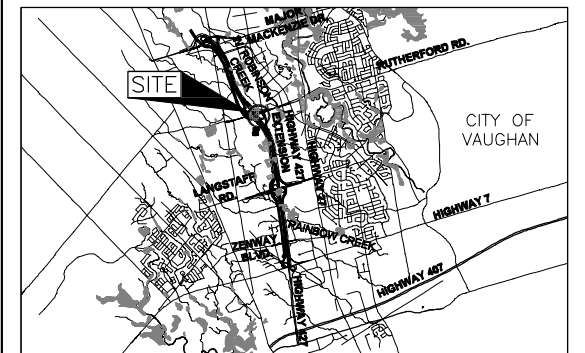 MAJOR
MACKENZIE DR.
RUTHERFORD RD.
ROBINSON
CREEK
SITE
HIGHWAY 427
EXTENSION
HIGHWAY 27
CITY OF
VAUGHAN
LANGSTAFF
RD.
HIGHWAY 7
RAINBOW CREEK
ZENWAY
BLVD.
HIGHWAY 407
HIGHWAY 427